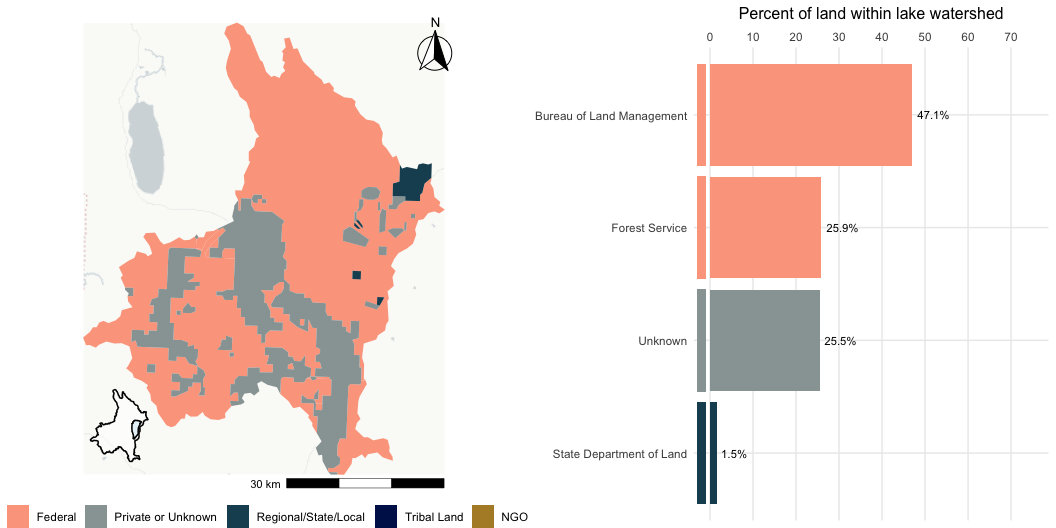 N
30 km
Federal
Private or Unknown
Regional/State/Local
Tribal Land
NGO
Percent of land within lake watershed
0 10 20 30 40 50 60 70
Bureau of Land Management 47.1%
Forest Service 25.9%
Unknown 25.5%
State Department of Land 1.5%